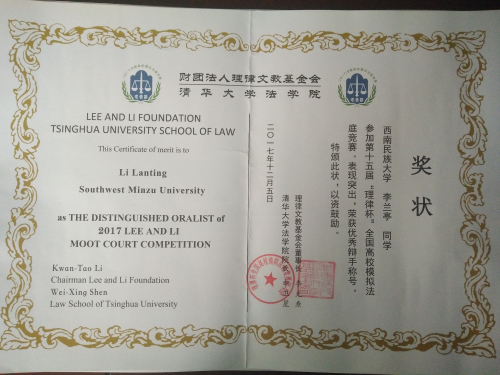 财团法人理律文教基金会
清华大学法学院
LEE AND LI FOUNDATION
TSINGHUA UNIVERSITY SCHOOL OF LAW
This Certificate of merit is to
Li Lanting
Southwest Minzu University
as THE DISTINGUISHED ORALIST of
2017 LEE AND LI
MOOT COURT COMPETITION
Kwan-Tao Li
Chairman Lee and Li Foundation
Wei-Xing Shen
Law School of Tsinghua University
奖状
西南民族大学 李兰亭 同学
参加第十五届“理律杯”全国高校模拟法
庭竞赛，表现突出，荣获优秀辩手称号，
特颁此状，以资鼓励。
理律文教基金会董事长
清华大学法学院院长
二〇一七年十二月五日